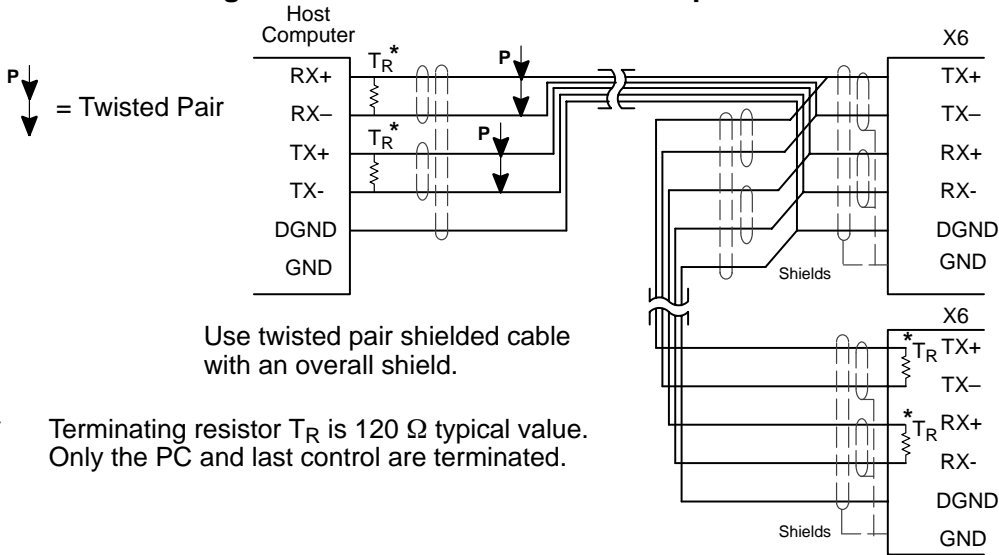 Host
Computer
X6
P
= Twisted Pair
RX+
RX–
TX+
TX-
DGND
GND
TR*
TR*
P
P
TX+
TX–
RX+
RX-
DGND
GND
Shields
Use twisted pair shielded cable
with an overall shield.
Terminating resistor TR is 120 Ω typical value.
Only the PC and last control are terminated.
X6
*TR
TX+
TX–
*TR
RX+
RX-
DGND
GND
Shields